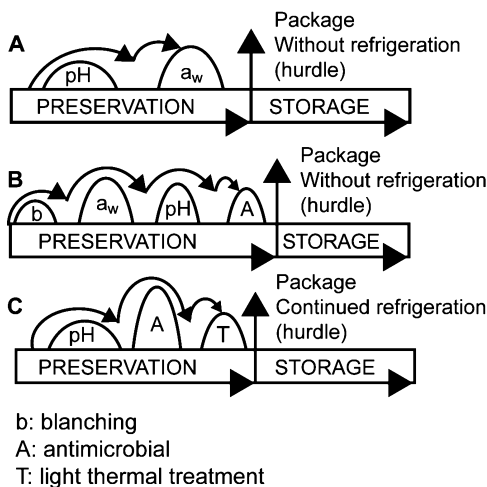 A
Package
Without refrigeration
(hurdle)
pH
aw
PRESERVATION
STORAGE
B
Package
Without refrigeration
(hurdle)
b
aw
pH
A
PRESERVATION
STORAGE
C
Package
Continued refrigeration
(hurdle)
pH
A
T
PRESERVATION
STORAGE
b: blanching
A: antimicrobial
T: light thermal treatment